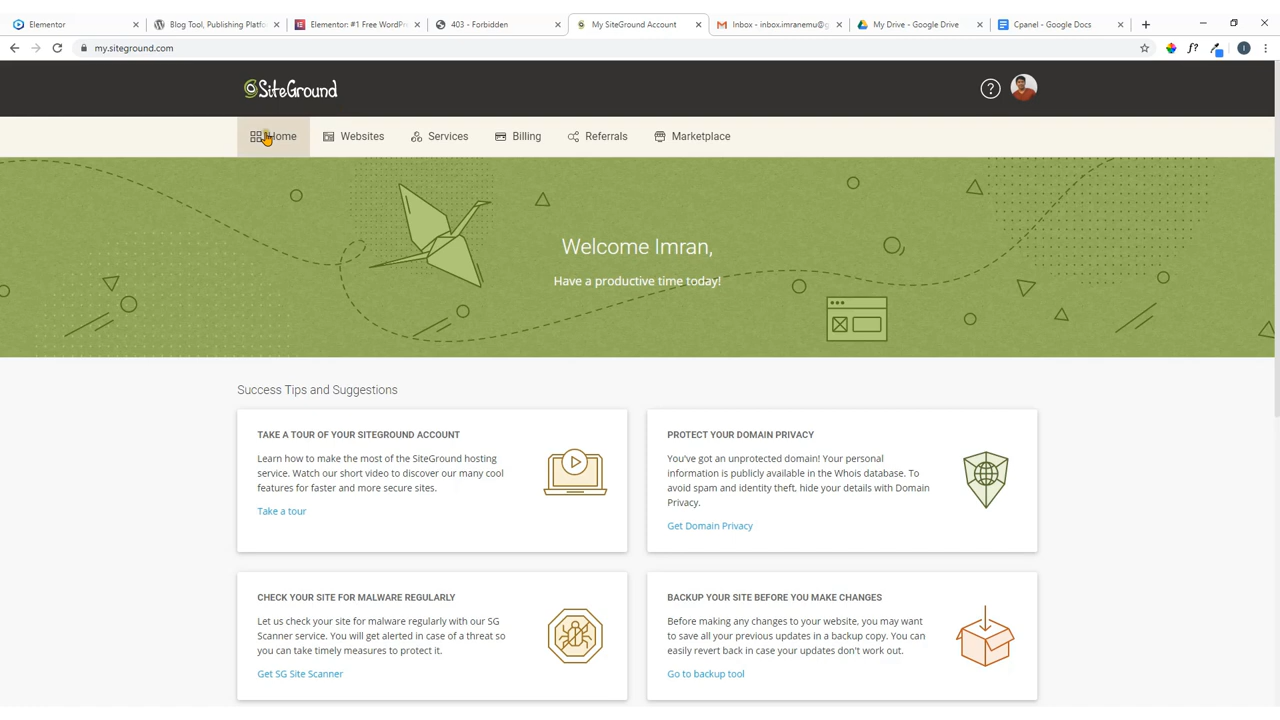 Elementor
Blog Tool, Publishing Platfo
Elementor: #1 Free WordPre
403 - Forbidden
My SiteGround Account
Inbox - inbox.imranemu@g
My Drive - Google Drive
Cpanel - Google Docs
my.siteground.com
SiteGround
Home
Websites
Services
Billing
Referrals
Marketplace
Welcome Imran,
Have a productive time today!
Success Tips and Suggestions
TAKE A TOUR OF YOUR SITEGROUND ACCOUNT
Learn how to make the most of the SiteGround hosting
service. Watch our short video to discover our many cool
features for faster and more secure sites.
Take a tour
PROTECT YOUR DOMAIN PRIVACY
You've got an unprotected domain! Your personal
information is publicly available in the Whois database. To
avoid spam and identity theft, hide your details with Domain
Privacy.
Get Domain Privacy
CHECK YOUR SITE FOR MALWARE REGULARLY
Let us check your site for malware regularly with our SG
Scanner service. You will get alerted in case of a threat so
you can take timely measures to protect it.
Get SG Site Scanner
BACKUP YOUR SITE BEFORE YOU MAKE CHANGES
Before making any changes to your website, you may want
to save all your previous updates in a backup copy. You can
easily revert back in case your updates don't work out.
Go to backup tool